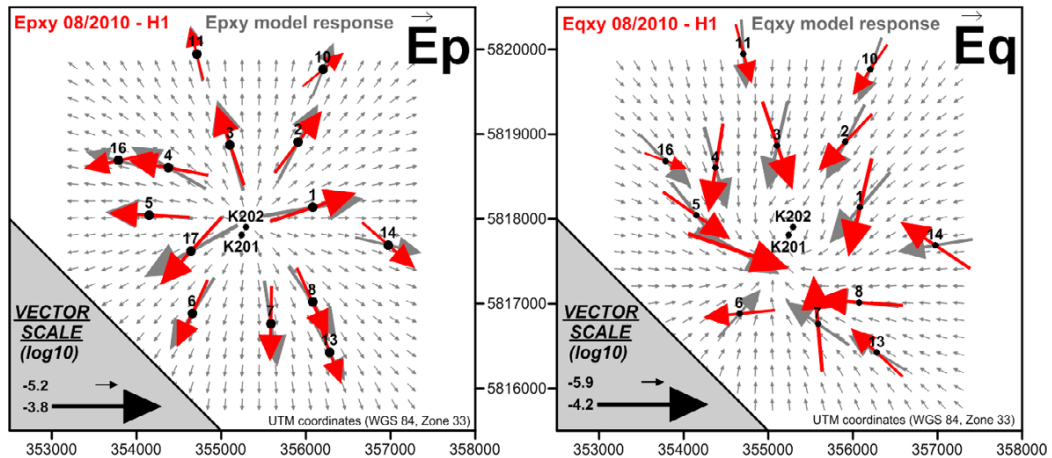 Epxy 08/2010 - H1 Epxy model response
Ep
11
10
3
2
16
4
1
5
K202
K201
17
14
6
7
8
13
VECTOR
SCALE
(log10)
-5.2
-3.8
UTM coordinates (WGS 84, Zone 33)
353000 354000 355000 356000 357000
5820000
5819000
5818000
5817000
5816000
Eqxy 08/2010 - H1 Eqxy model response
Eq
11
10
3
2
16
4
1
5
K202
K201
14
6
7
8
13
VECTOR
SCALE
(log10)
-5.9
-4.2
UTM coordinates (WGS 84, Zone 33)
353000 354000 355000 356000 357000 358000